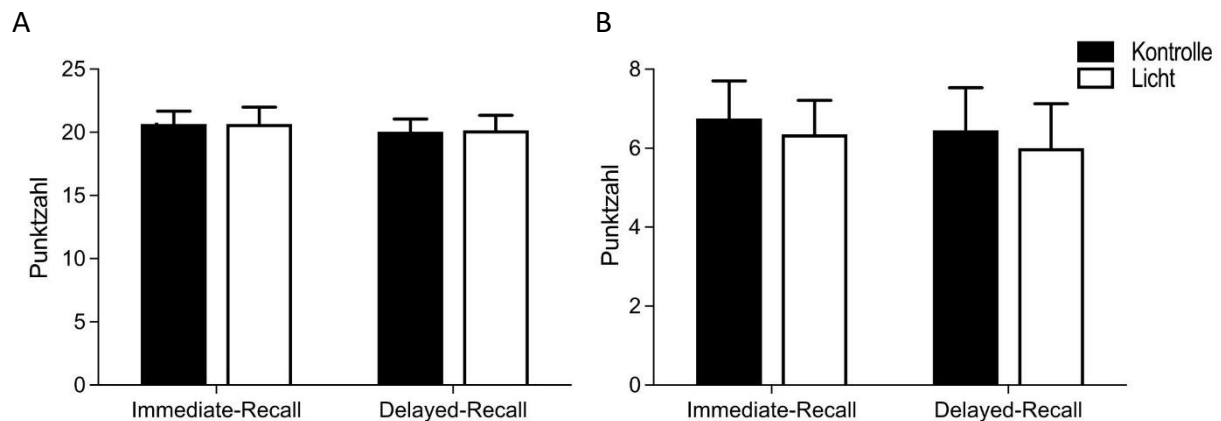 A
B
Kontrolle
Licht
25
20
15
10
5
0
Punktzahl
Immediate-Recall
Delayed-Recall
8
6
4
2
0
Punktzahl
Immediate-Recall
Delayed-Recall